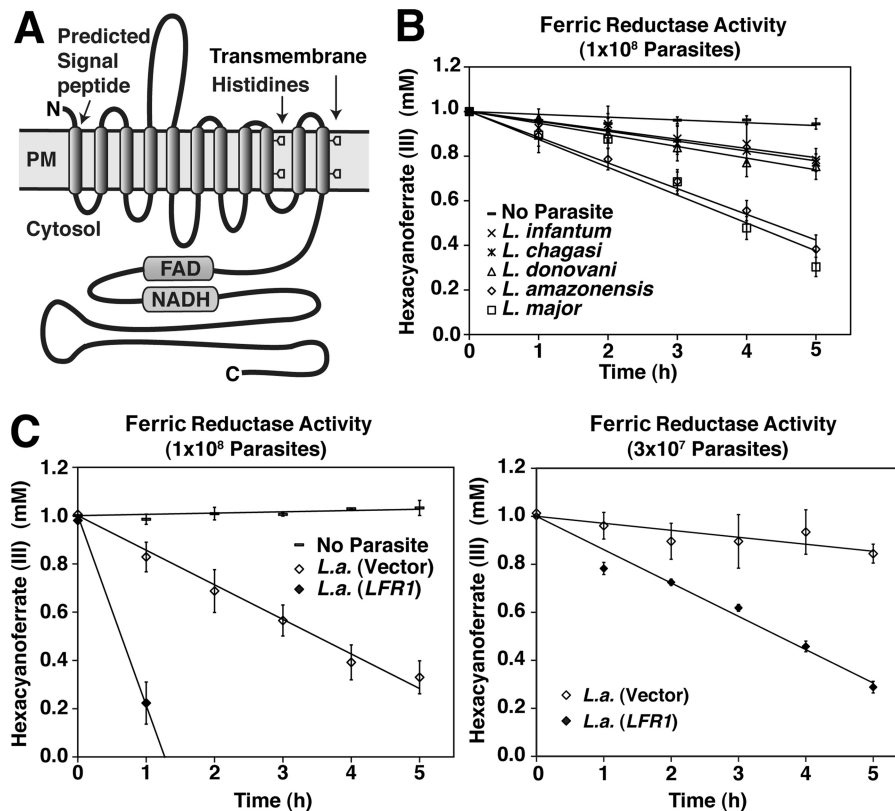 A
Predicted
Signal
peptide
Transmembrane
Histidines
N
PM
Cytosol
FAD
NADH
C
B
Ferric Reductase Activity
(1x10⁸ Parasites)
Hexacyanoferrate (III) (mM)
1.2
1.0
0.8
0.6
0.4
0.2
0.0
No Parasite
L. infantum
L. chagasi
L. donovani
L. amazonensis
L. major
0 1 2 3 4 5
Time (h)
C
Ferric Reductase Activity
(1x10⁸ Parasites)
Hexacyanoferrate (III) (mM)
1.2
1.0
0.8
0.6
0.4
0.2
0.0
No Parasite
L.a. (Vector)
L.a. (LFR1)
0 1 2 3 4 5
Time (h)
Ferric Reductase Activity
(3x10⁷ Parasites)
Hexacyanoferrate (III) (mM)
1.2
1.0
0.8
0.6
0.4
0.2
0.0
L.a. (Vector)
L.a. (LFR1)
0 1 2 3 4 5
Time (h)